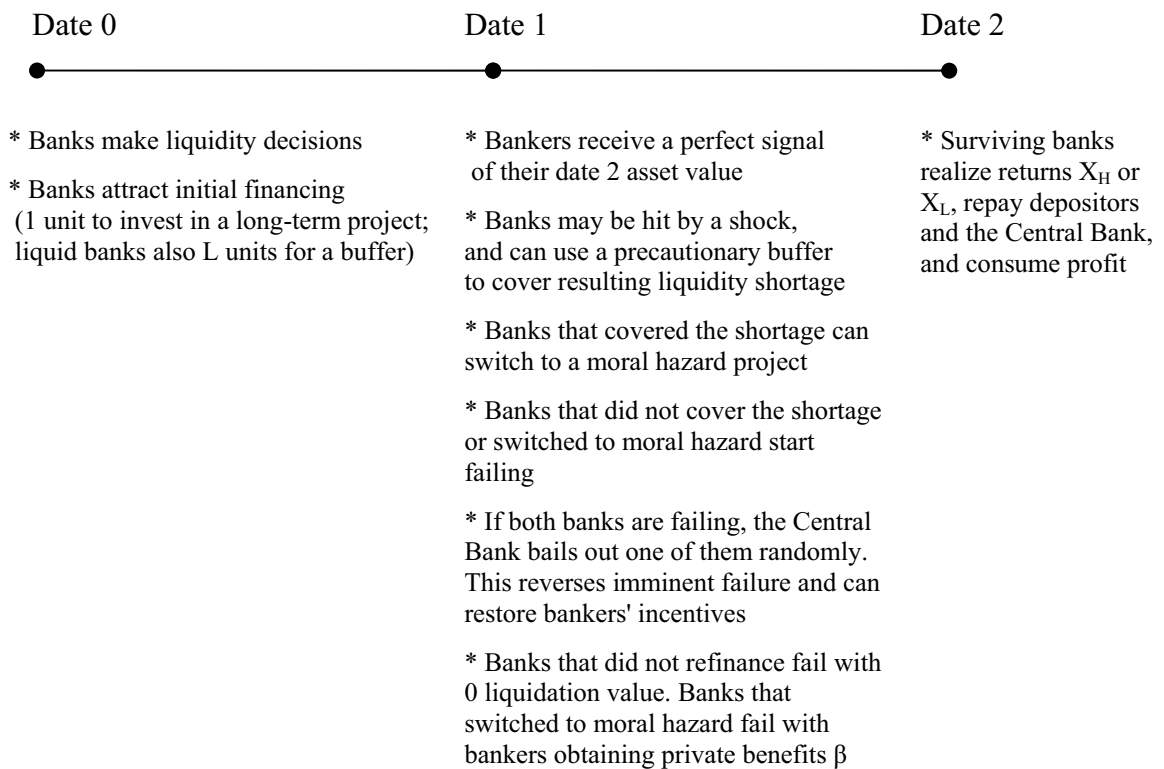 Date 0
Date 1
Date 2
* Banks make liquidity decisions
* Banks attract initial financing
(1 unit to invest in a long-term project;
liquid banks also L units for a buffer)
* Bankers receive a perfect signal
of their date 2 asset value
* Banks may be hit by a shock,
and can use a precautionary buffer
to cover resulting liquidity shortage
* Banks that covered the shortage can
switch to a moral hazard project
* Banks that did not cover the shortage
or switched to moral hazard start
failing
* If both banks are failing, the Central
Bank bails out one of them randomly.
This reverses imminent failure and can
restore bankers' incentives
* Banks that did not refinance fail with
0 liquidation value. Banks that
switched to moral hazard fail with
bankers obtaining private benefits β
* Surviving banks
realize returns X_H or
X_L, repay depositors
and the Central Bank,
and consume profit